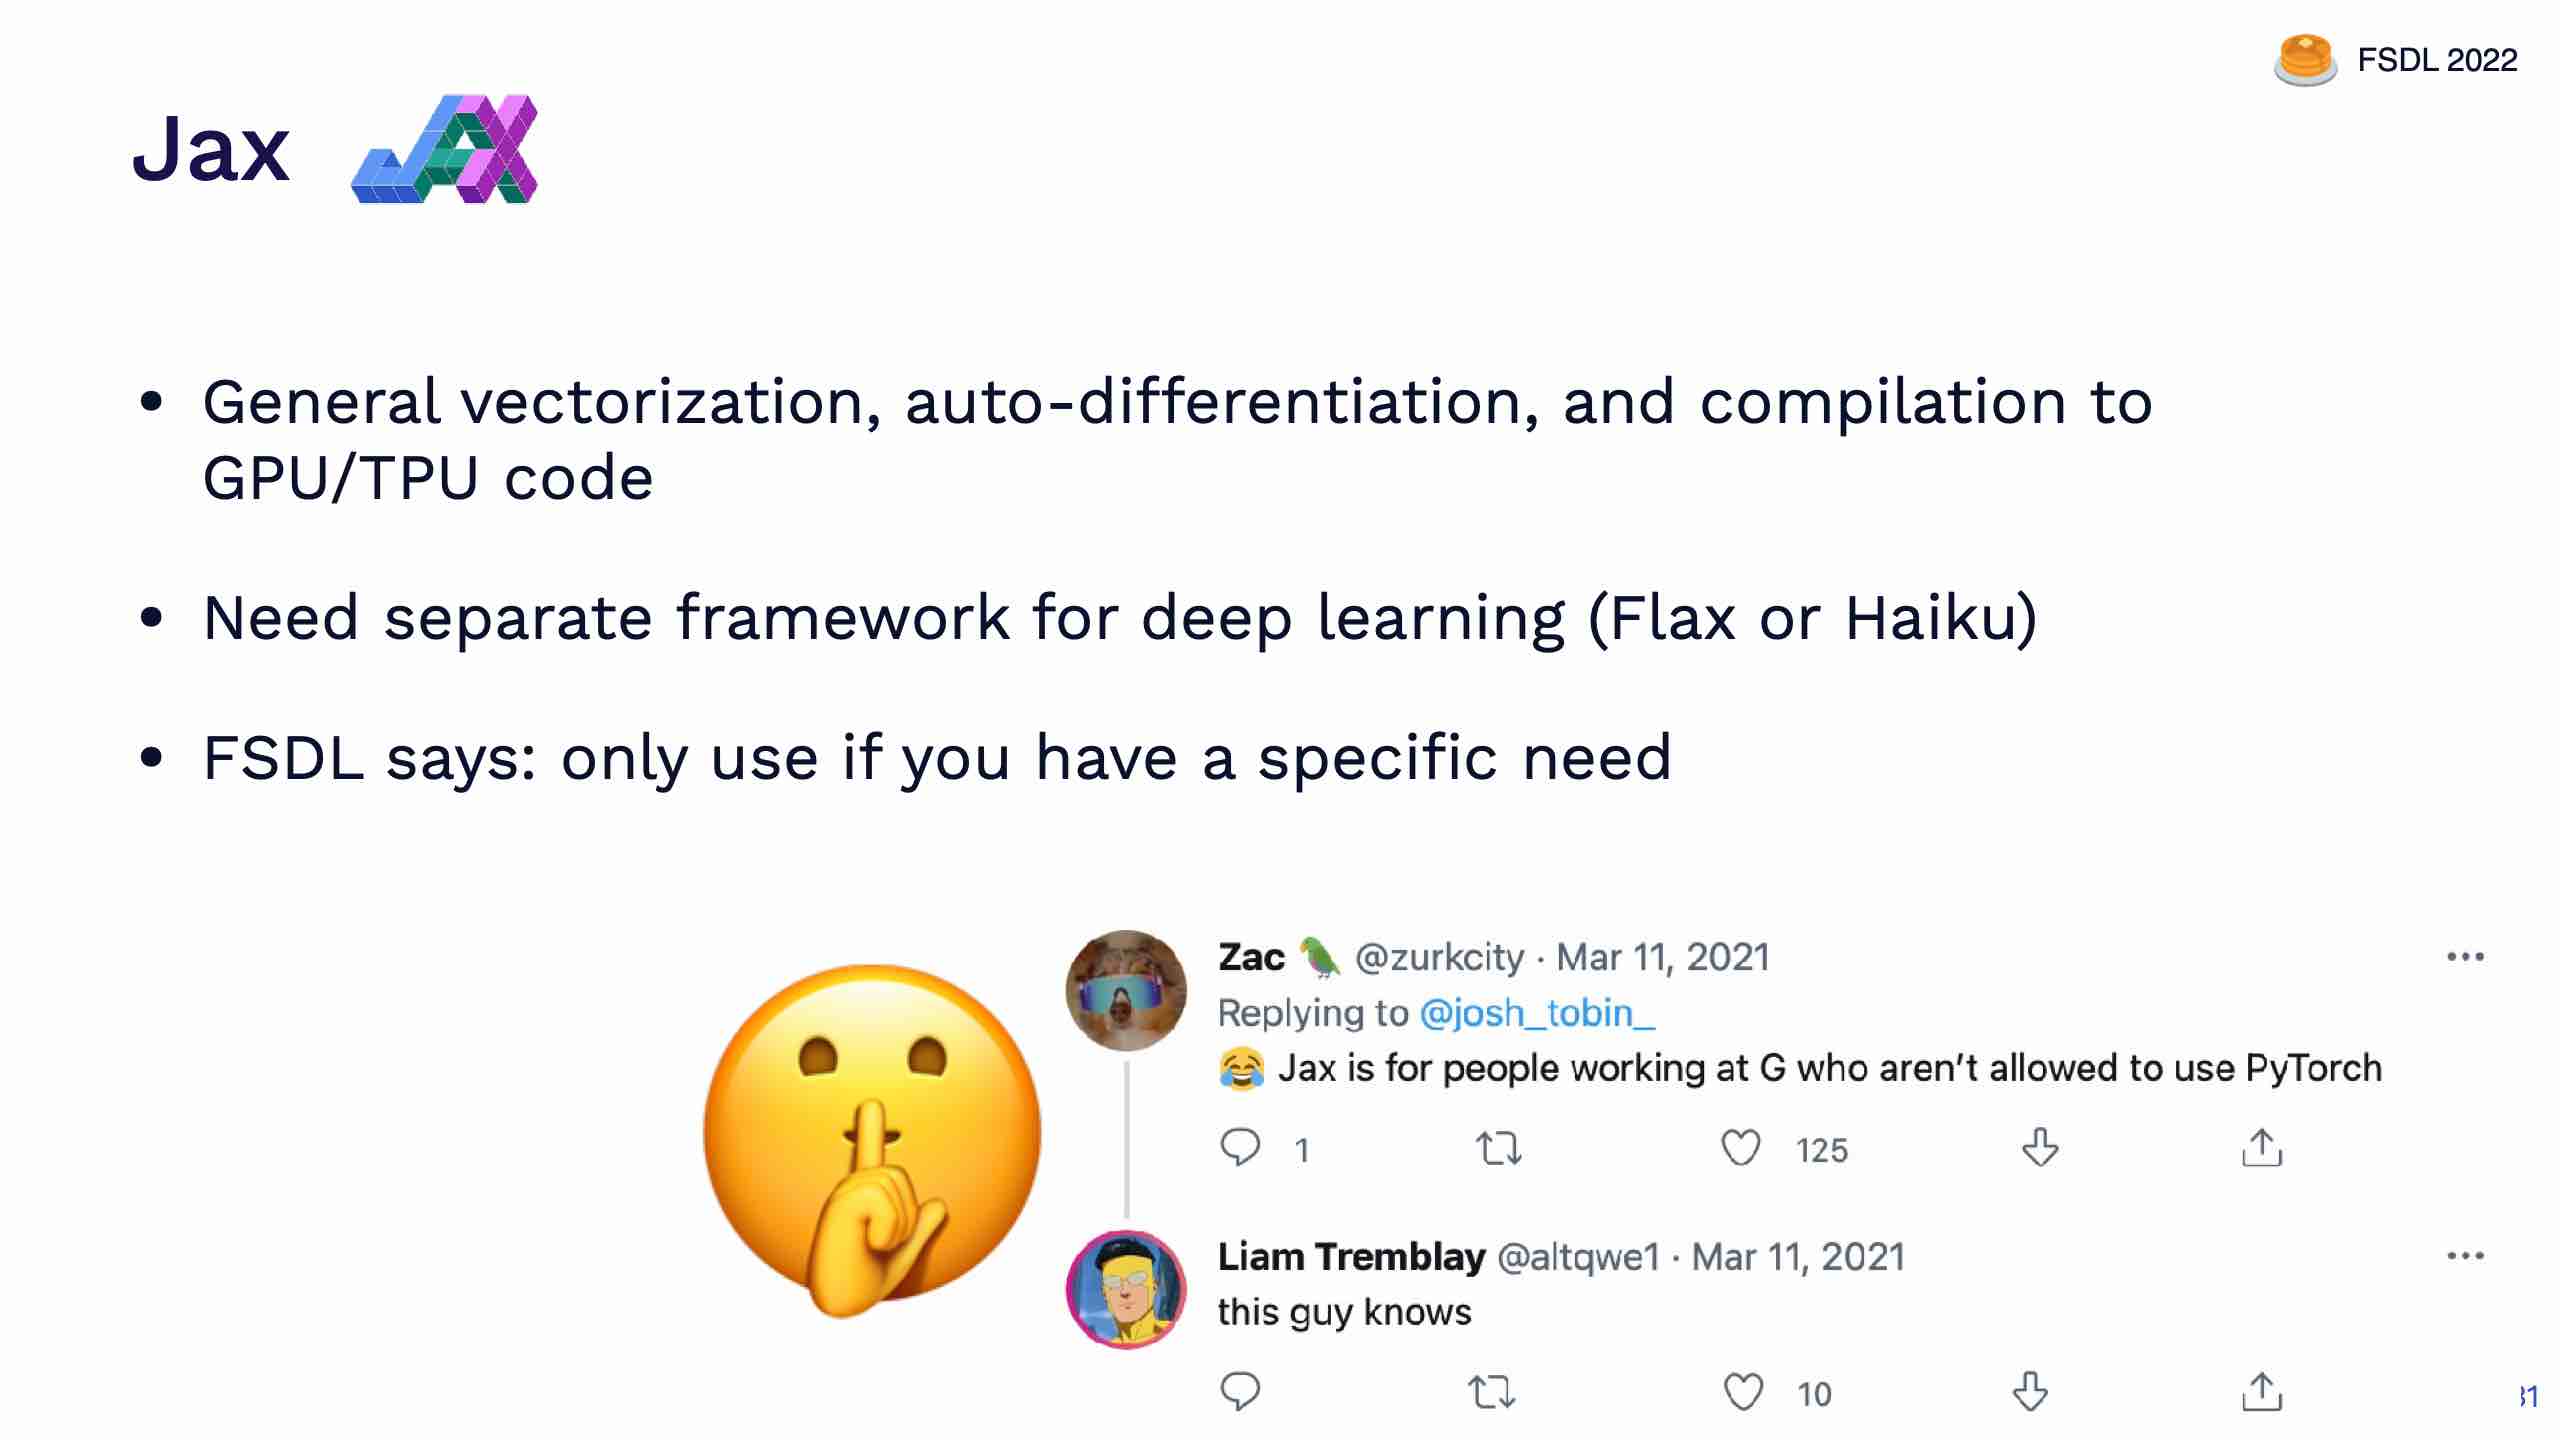 FSDL 2022
Jax JAX
• General vectorization, auto-differentiation, and compilation to
GPU/TPU code
• Need separate framework for deep learning (Flax or Haiku)
• FSDL says: only use if you have a specific need
Zac @zurkcity · Mar 11, 2021
Replying to @josh_tobin_
😂 Jax is for people working at G who aren’t allowed to use PyTorch
1 125
Liam Tremblay @altqwe1 · Mar 11, 2021
this guy knows
10